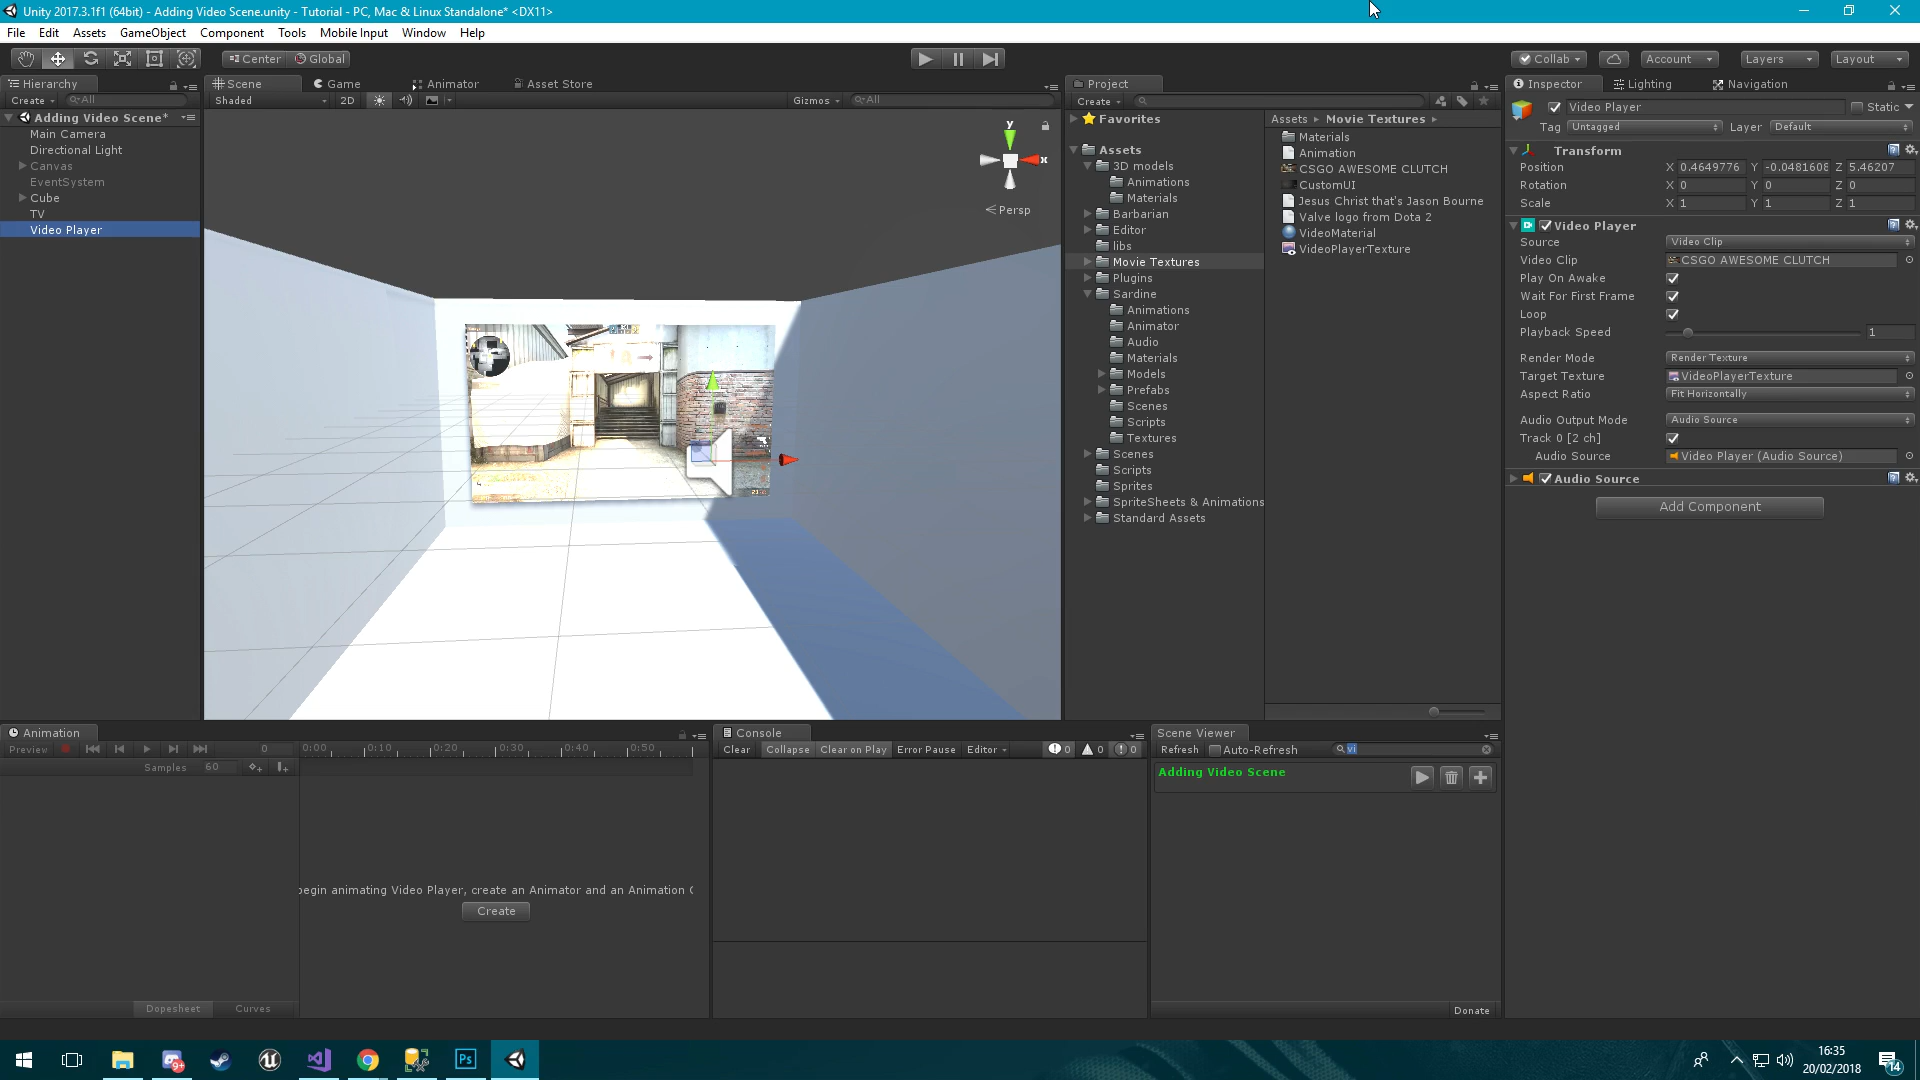 Unity 2017.3.1f1 (64bit) - Adding Video Scene.unity - Tutorial - PC, Mac & Linux Standalone* <DX11>
File Edit Assets GameObject Component Tools Mobile Input Window Help
Center Global
Collab Account Layers Layout
Hierarchy
Create All
Adding Video Scene*
Main Camera
Directional Light
Canvas
EventSystem
Cube
TV
Video Player
Scene Game Animator Asset Store
Shaded 2D Gizmos All
y
x
Persp
Project
Create
Favorites
Assets
3D models
Animations
Materials
Barbarian
Editor
libs
Movie Textures
Plugins
Sardine
Animations
Animator
Audio
Materials
Models
Prefabs
Scenes
Scripts
Textures
Scenes
Scripts
Sprites
SpriteSheets & Animations
Standard Assets
Assets Movie Textures
Materials
Animation
CSGO AWESOME CLUTCH
CustomUI
Jesus Christ that's Jason Bourne
Valve logo from Dota 2
VideoMaterial
VideoPlayerTexture
Inspector Lighting Navigation
Video Player Static
Tag Untagged Layer Default
Transform
Position X 0.4649776 Y -0.0481608 Z 5.46207
Rotation X 0 Y 0 Z 0
Scale X 1 Y 1 Z 1
Video Player
Source Video Clip
Video Clip CSGO AWESOME CLUTCH
Play On Awake
Wait For First Frame
Loop
Playback Speed 1
Render Mode Render Texture
Target Texture VideoPlayerTexture
Aspect Ratio Fit Horizontally
Audio Output Mode Audio Source
Track 0 [2 ch]
Audio Source Video Player (Audio Source)
Audio Source
Add Component
Animation
Preview 0 0:00 0:10 0:20 0:30 0:40 0:50
Samples 60
begin animating Video Player, create an Animator and an Animation C
Create
Dopesheet Curves
Console
Clear Collapse Clear on Play Error Pause Editor 0 0 0
Scene Viewer
Refresh Auto-Refresh vi
Adding Video Scene
Donate
Ps
16:35
20/02/2018
14